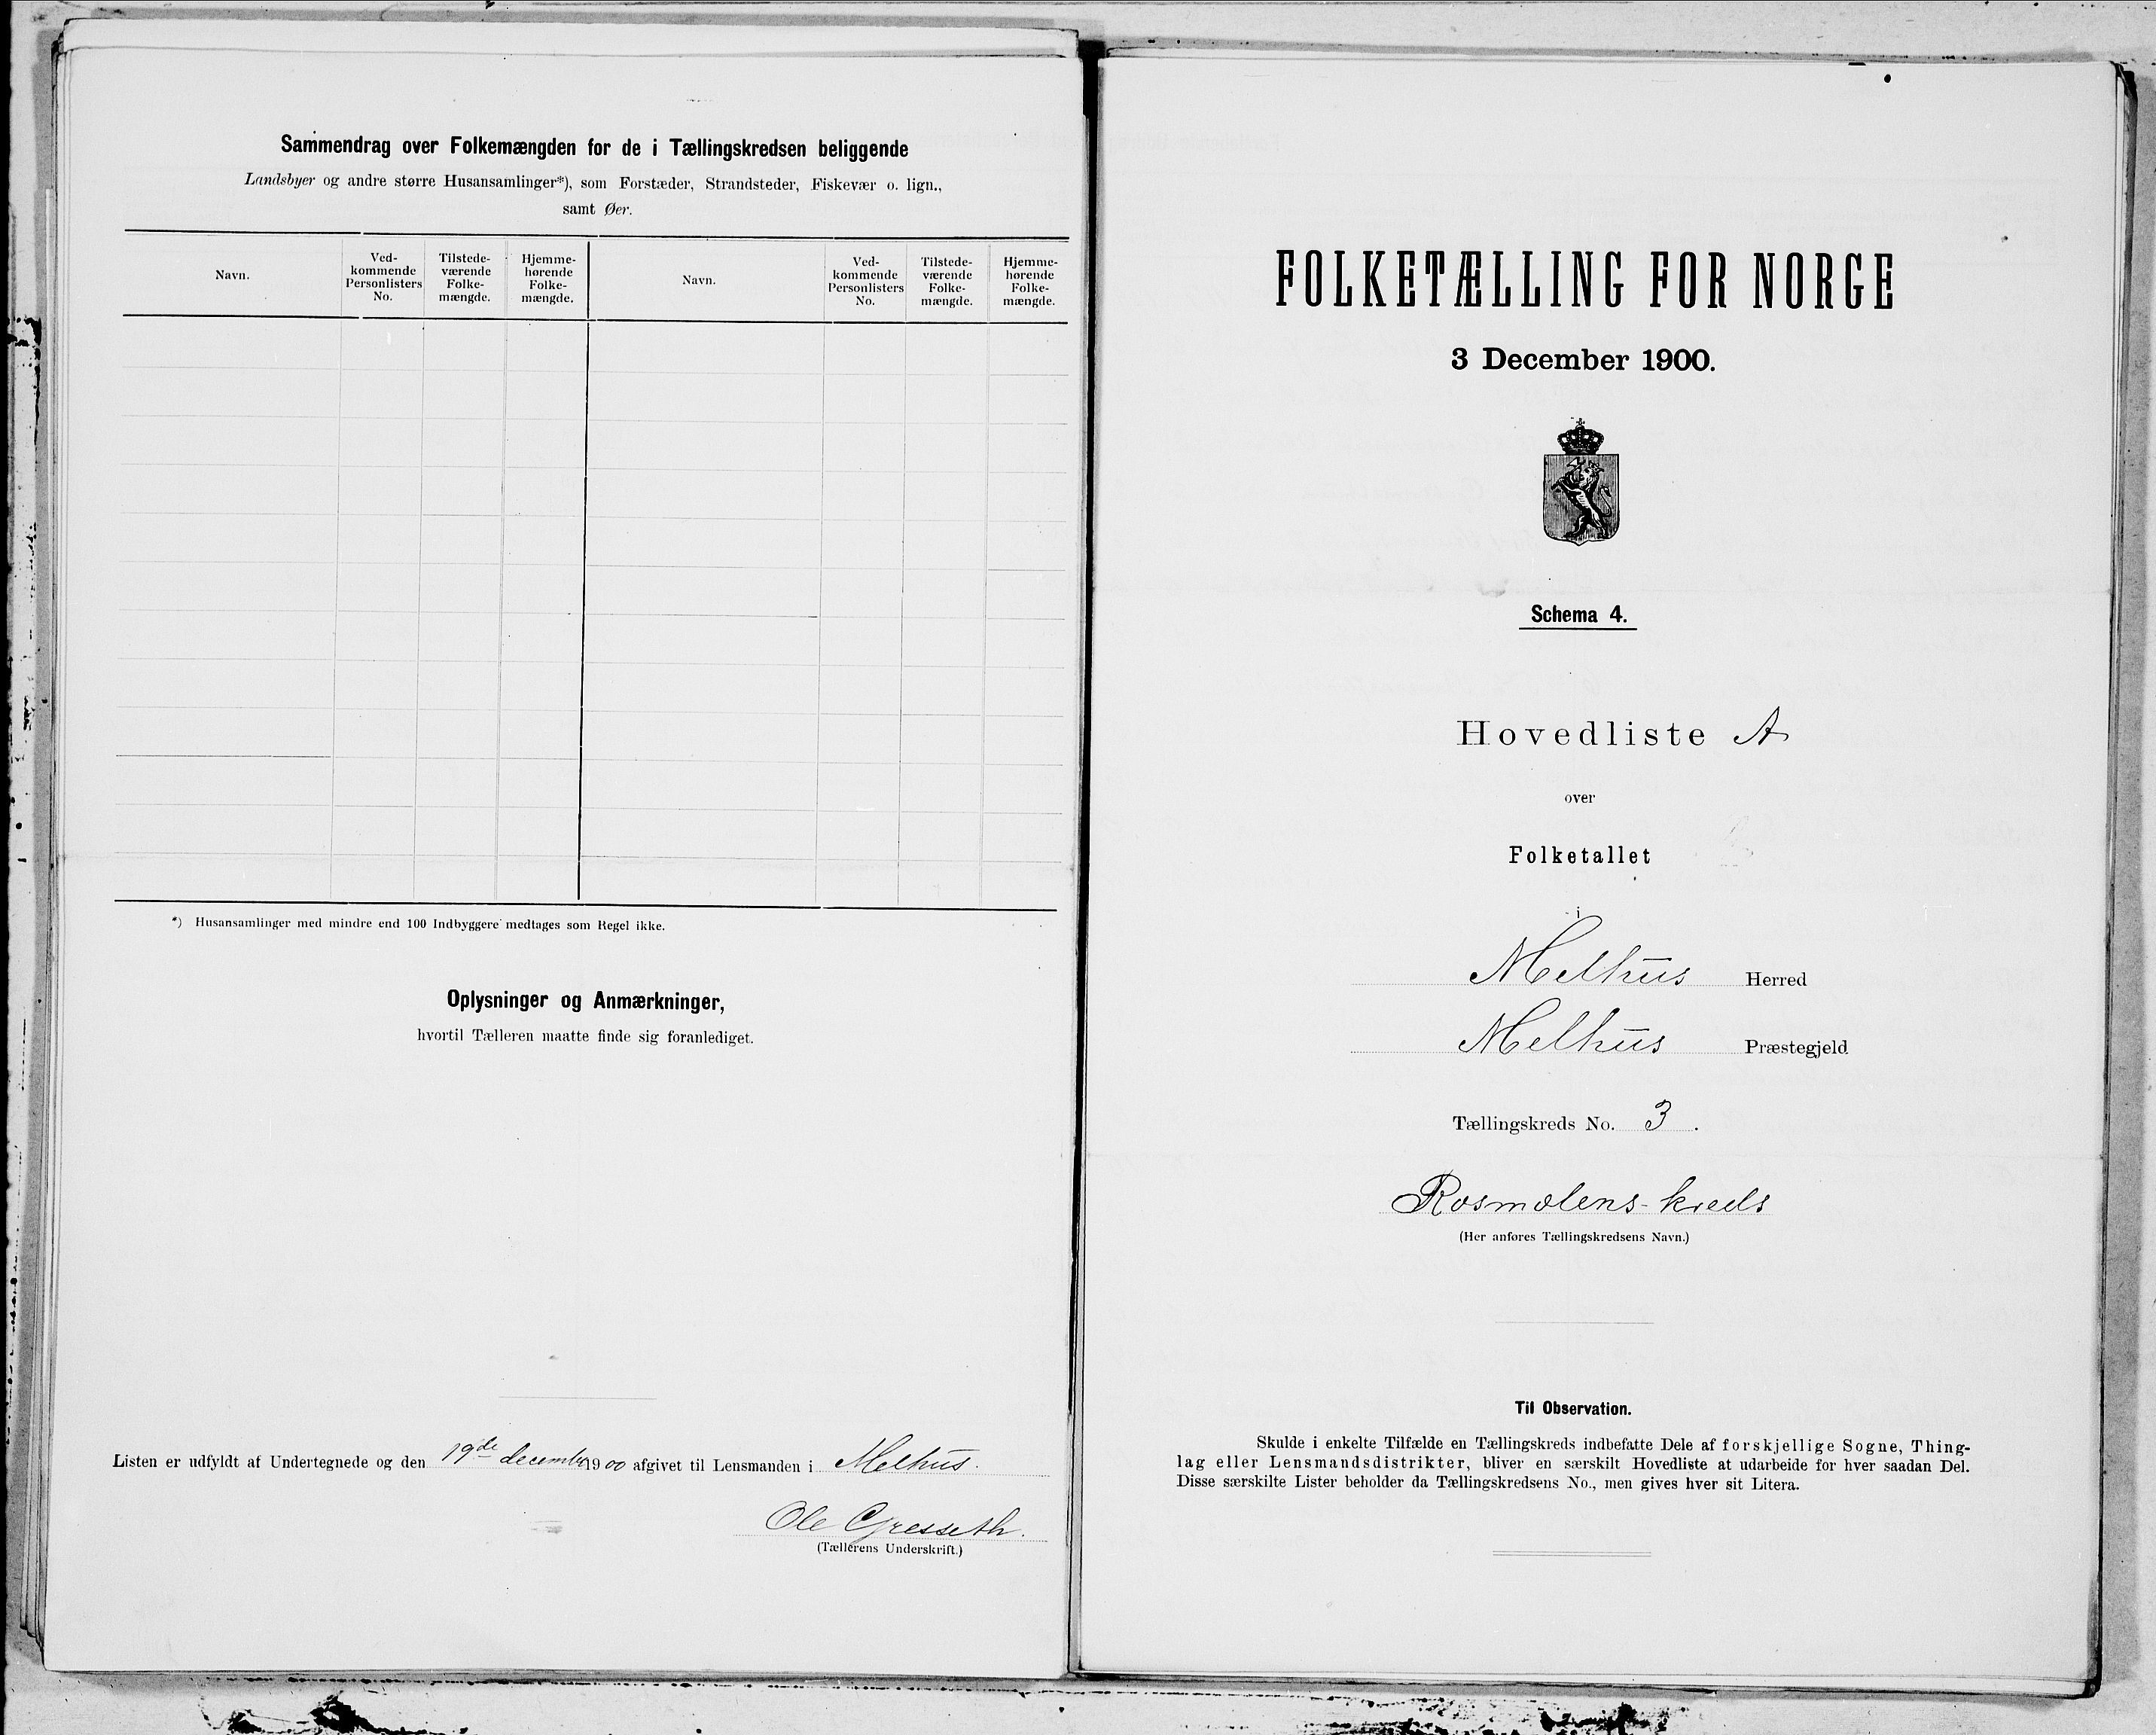 Sammendrag over Folkemængden for de i Tællingskredsen beliggende
Landsbyer og andre større Husansamlinger*), som Forstæder, Strandsteder, Fiskevær o. lign.,
samt Øer.
Navn.
Ved-
kommende
Personlisters
No.
Tilstede-
værende
Folke-
mængde.
Hjemme-
hørende
Folke-
mængde.
Navn.
Ved-
kommende
Personlisters
No.
Tilstede-
værende
Folke-
mængde.
Hjemme-
hørende
Folke-
mængde.
*) Husansamlinger med mindre end 100 Indbyggere medtages som Regel ikke.
Oplysninger og Anmærkninger,
hvortil Tælleren maatte finde sig foranlediget.
Listen er udfyldt af Undertegnede og den 19de decembr 1900 afgivet til Lensmanden i Melhus.
Ole Gresseth.
(Tællerens Underskrift.)
FOLKETÆLLING FOR NORGE
3 December 1900.
Schema 4.
Hovedliste A
over
Folketallet
i
Melhus Herred
Melhus Præstegjeld
Tællingskreds No. 3.
Rosmolens-kreds
(Her anføres Tællingskredsens Navn.)
Til Observation.
Skulde i enkelte Tilfælde en Tællingskreds indbefatte Dele af forskjellige Sogne, Thing-
lag eller Lensmandsdistrikter, bliver en særskilt Hovedliste at udarbeide for hver saadan Del.
Disse særskilte Lister beholder da Tællingskredsens No., men gives hver sit Litera.